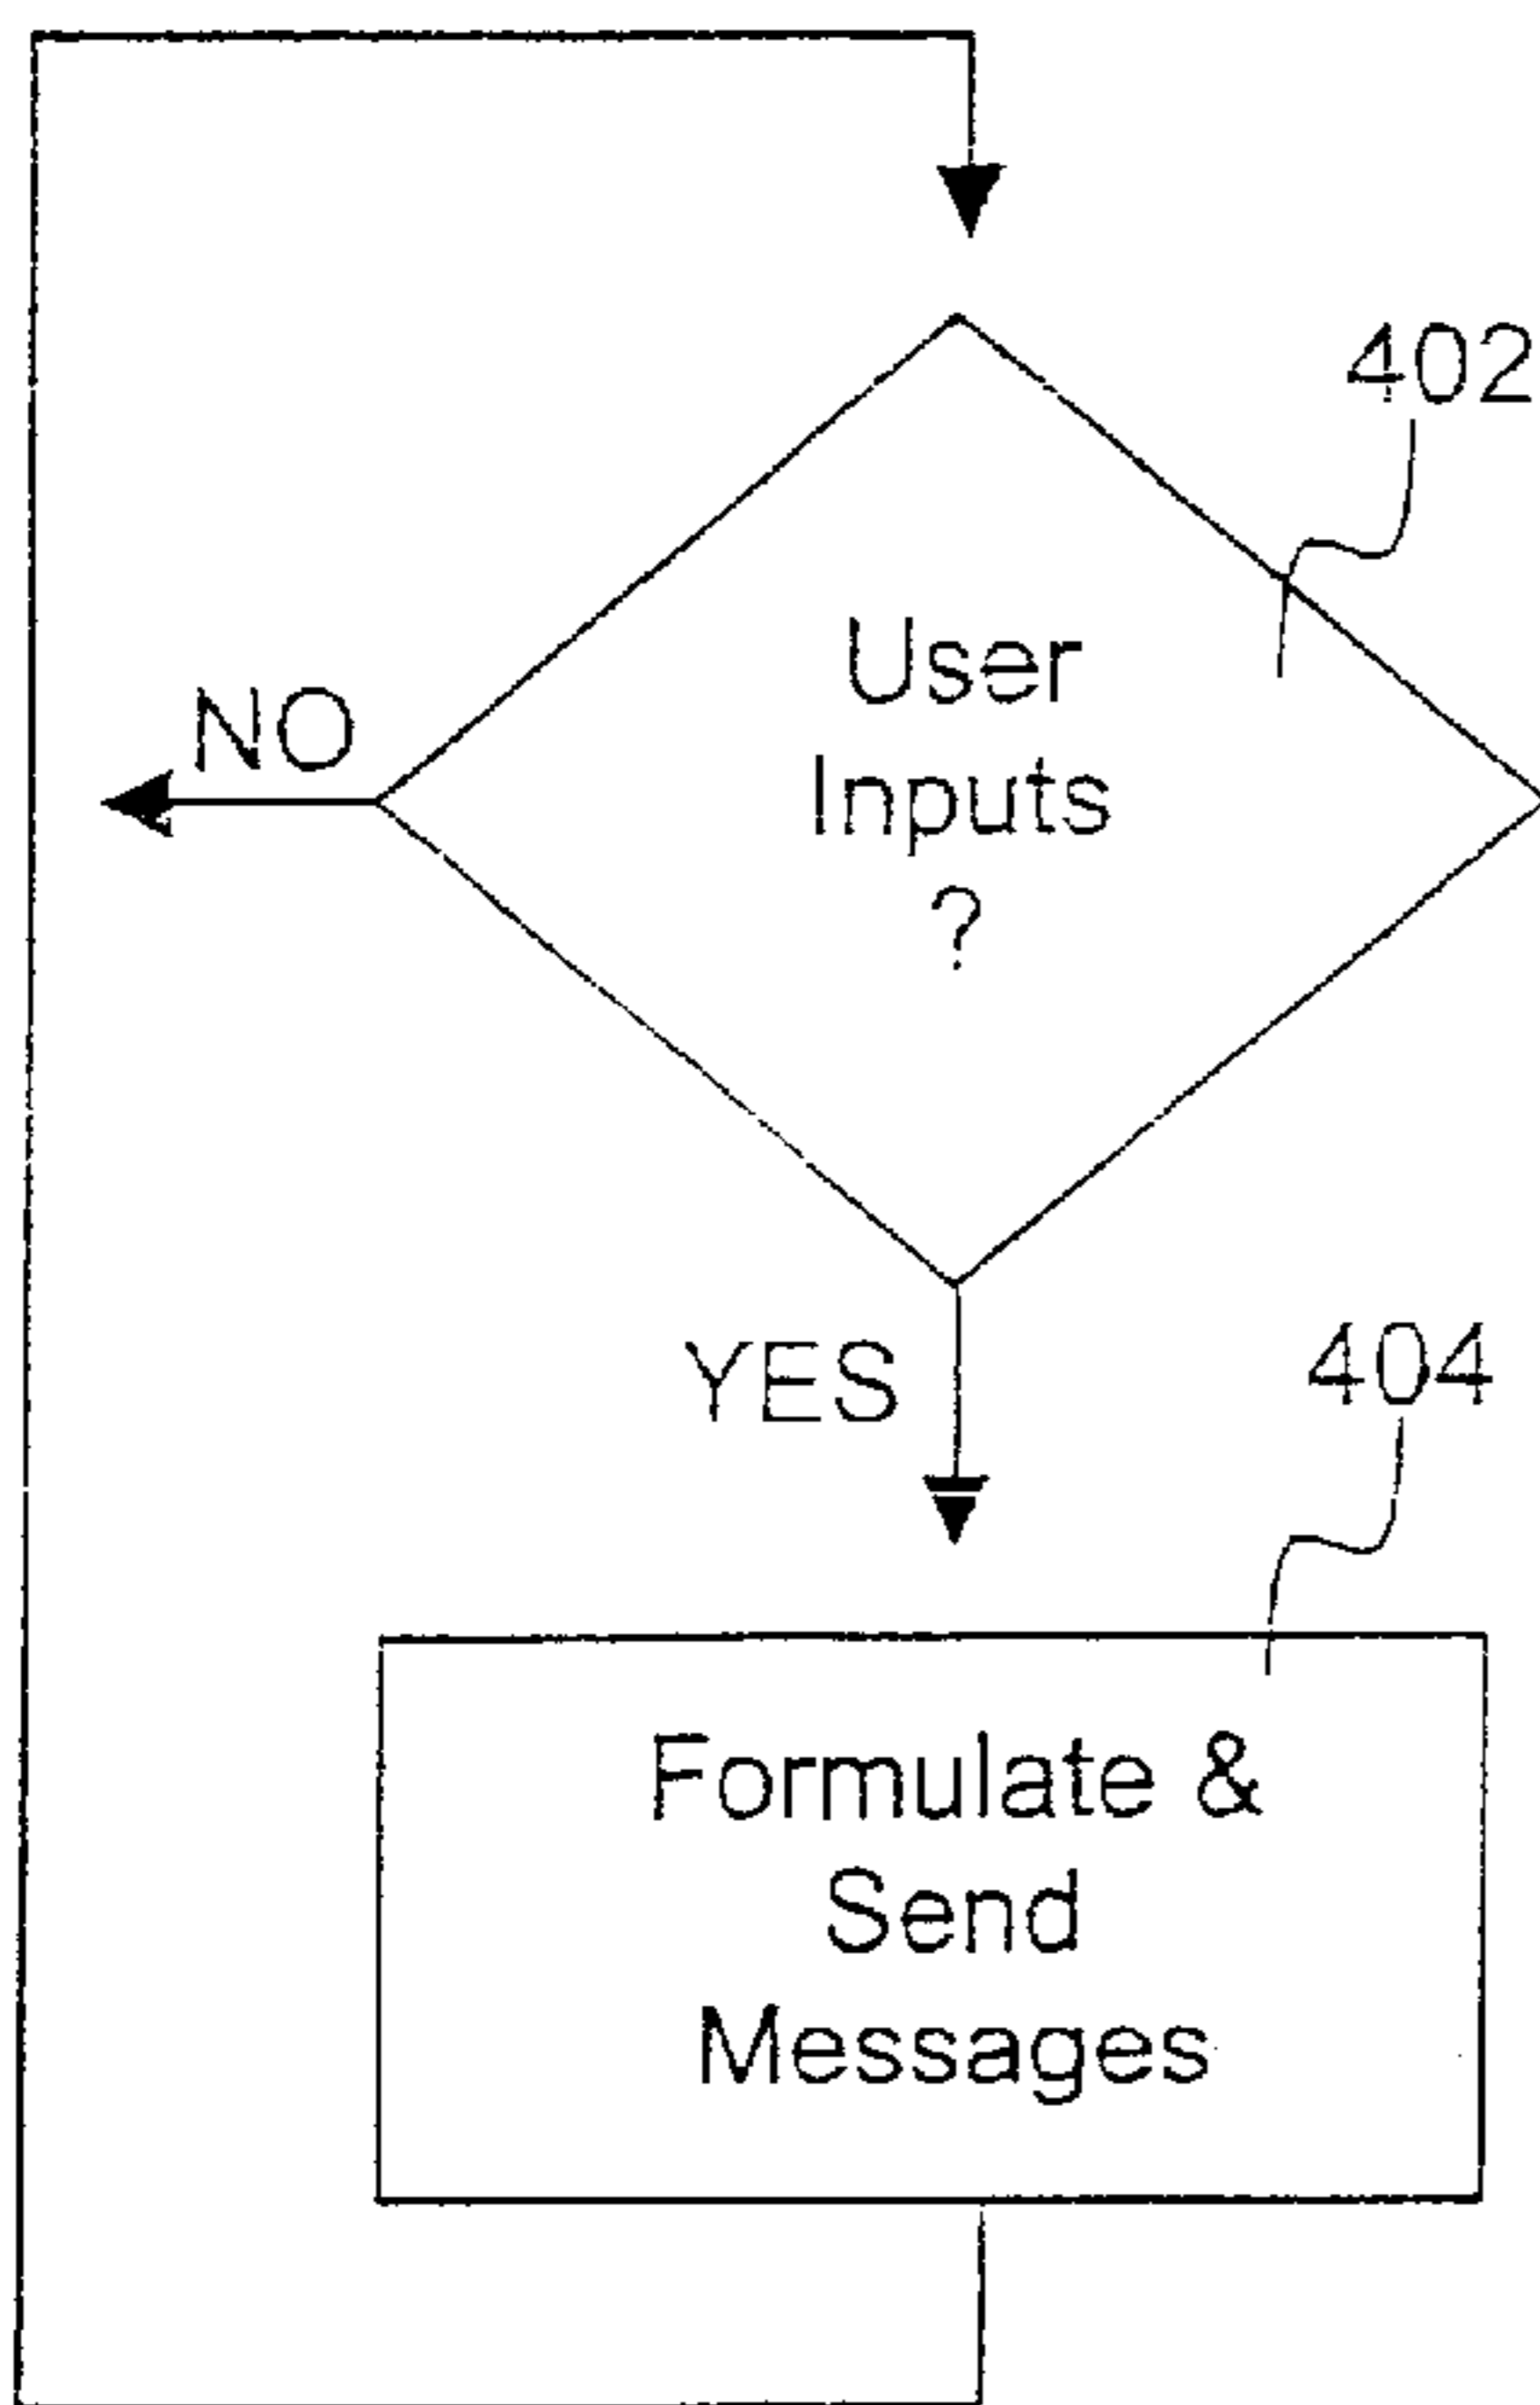 402
User
Inputs
?
NO
YES
404
Formulate &
Send
Messages